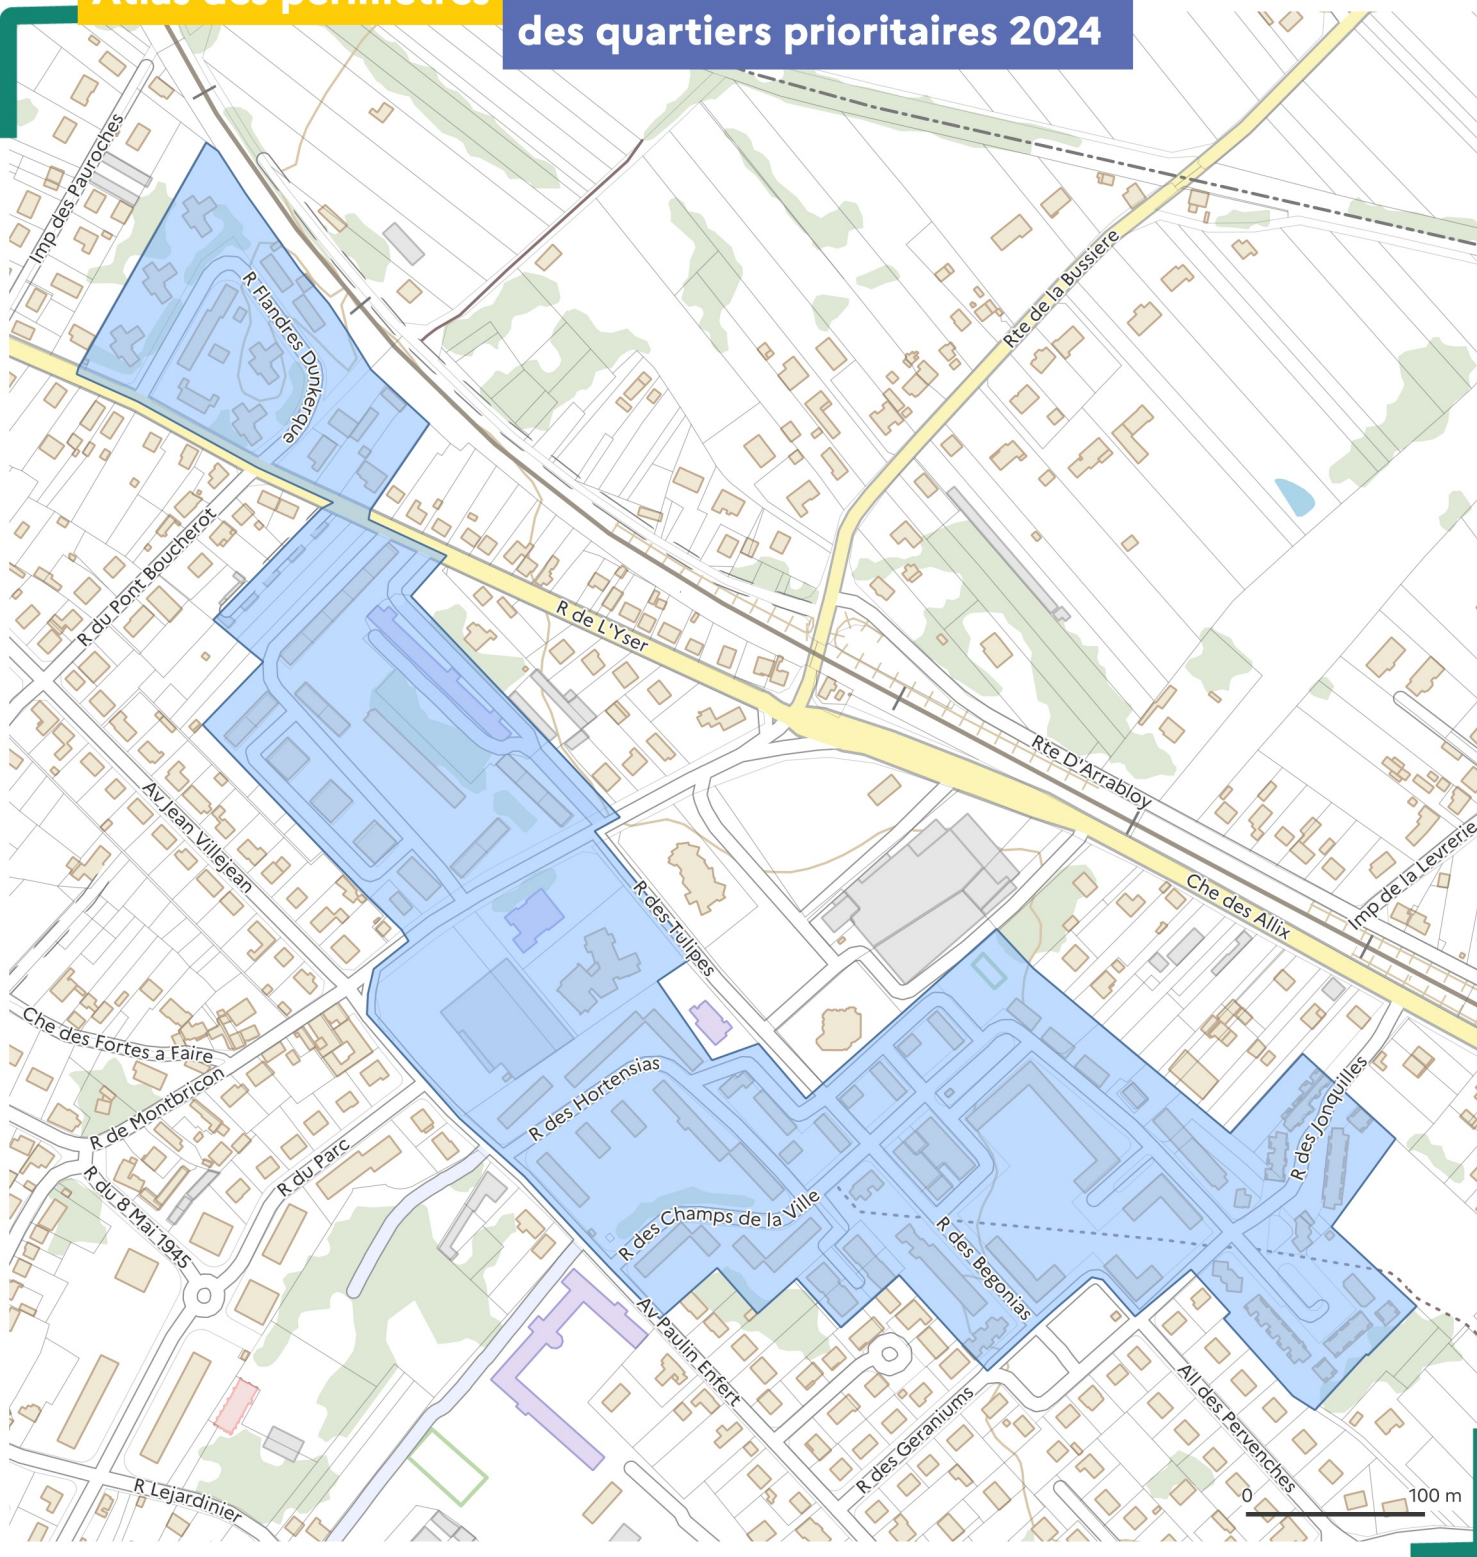 Atlas des périmètres
des quartiers prioritaires 2024
Imp des Pauroches
R Flandres Dunkerque
Rte de la Bussiere
R du Pont Boucherot
R de L'Yser
Rte D'Arrabloy
Av Jean Villejean
Imp de la Levrerie
Che des Allix
R des Tulipes
Che des Fortes a Faire
R de Montbricon
R des Hortensias
R des Jonquilles
R du Parc
R du 8 Mai 1945
R des Champs de la Ville
R des Begonias
Av Paulin Enfert
All des Pervenches
R des Geraniums
R Lejardinier
0 100 m